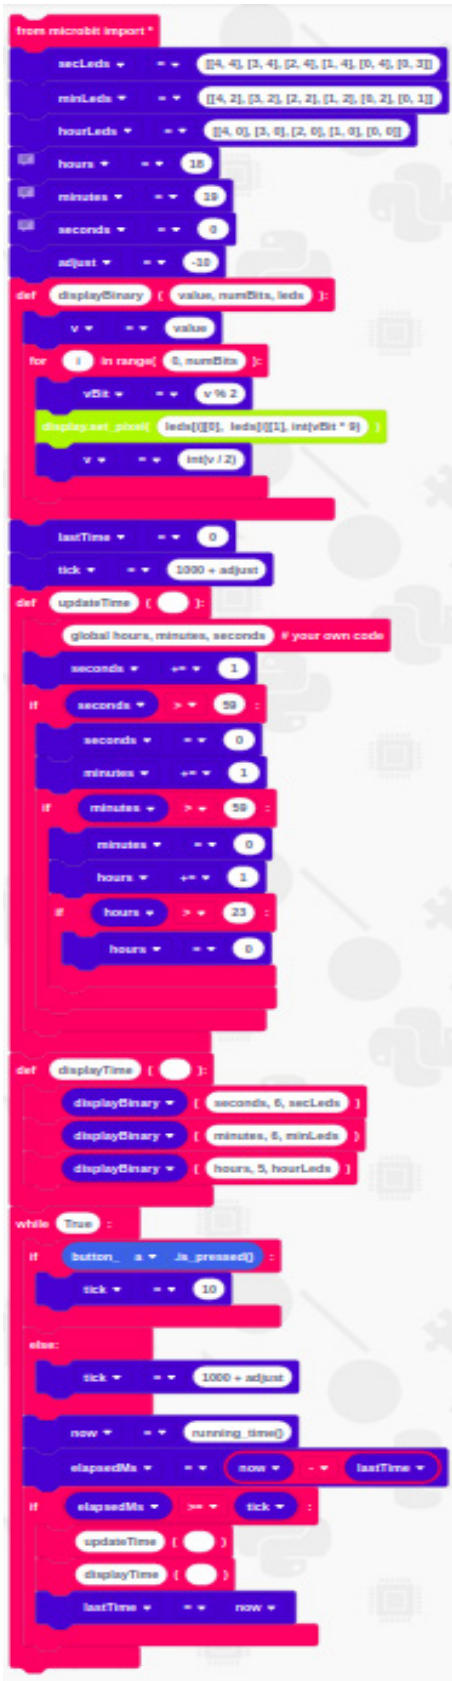 from microbit import *
secLeds = [[4, 4], [3, 4], [2, 4], [1, 4], [0, 4], [0, 3]]
minLeds = [[4, 2], [3, 2], [2, 2], [1, 2], [0, 2], [0, 1]]
hourLeds = [[4, 0], [3, 0], [2, 0], [1, 0], [0, 0]]
hours = 18
minutes = 19
seconds = 0
adjust = -10
def displayBinary ( value, numBits, leds ):
v = value
for i in range( 0, numBits ):
vBit = v % 2
display.set_pixel( leds[i][0], leds[i][1], int(vBit * 9) )
v = int(v / 2)
lastTime = 0
tick = 1000 + adjust
def updateTime ( ):
global hours, minutes, seconds # your own code
seconds += 1
if seconds > 59 :
seconds = 0
minutes += 1
if minutes > 59 :
minutes = 0
hours += 1
if hours > 23 :
hours = 0
def displayTime ( ):
displayBinary ( seconds, 6, secLeds )
displayBinary ( minutes, 6, minLeds )
displayBinary ( hours, 5, hourLeds )
while True :
if button_ a .is_pressed() :
tick = 10
else:
tick = 1000 + adjust
now = running_time()
elapsedMs = now - lastTime
if elapsedMs >= tick :
updateTime ( )
displayTime ( )
lastTime = now